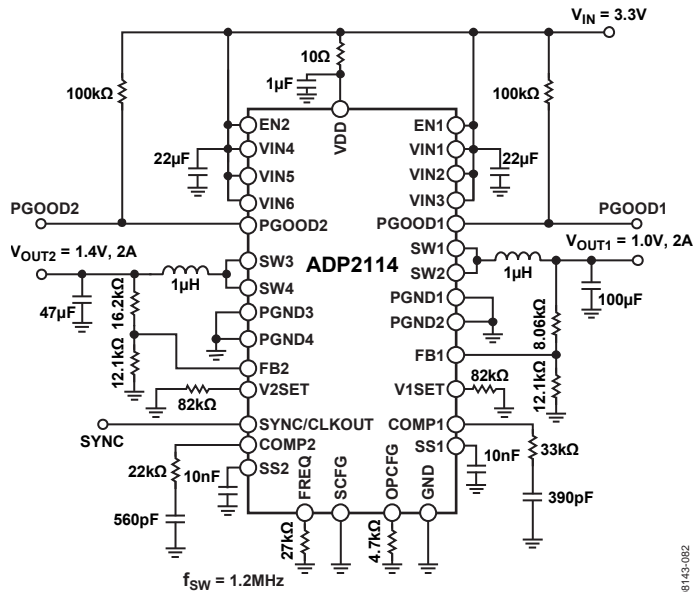 V_IN = 3.3V
10Ω
1µF
100kΩ
100kΩ
VDD
EN2
EN1
VIN4
VIN1
22µF
22µF
VIN5
VIN2
VIN6
VIN3
PGOOD2
PGOOD2
PGOOD1
PGOOD1
V_OUT2 = 1.4V, 2A
V_OUT1 = 1.0V, 2A
SW3
SW1
ADP2114
1µH
1µH
SW4
SW2
47µF
16.2kΩ
PGND3
PGND1
100µF
8.06kΩ
PGND4
PGND2
12.1kΩ
FB2
FB1
12.1kΩ
V2SET
V1SET
82kΩ
82kΩ
SYNC
SYNC/CLKOUT
COMP1
COMP2
SS1
22kΩ
10nF
SS2
10nF
33kΩ
FREQ
SCFG
OPCFG
GND
560pF
390pF
27kΩ
4.7kΩ
f_SW = 1.2MHz
08143-082